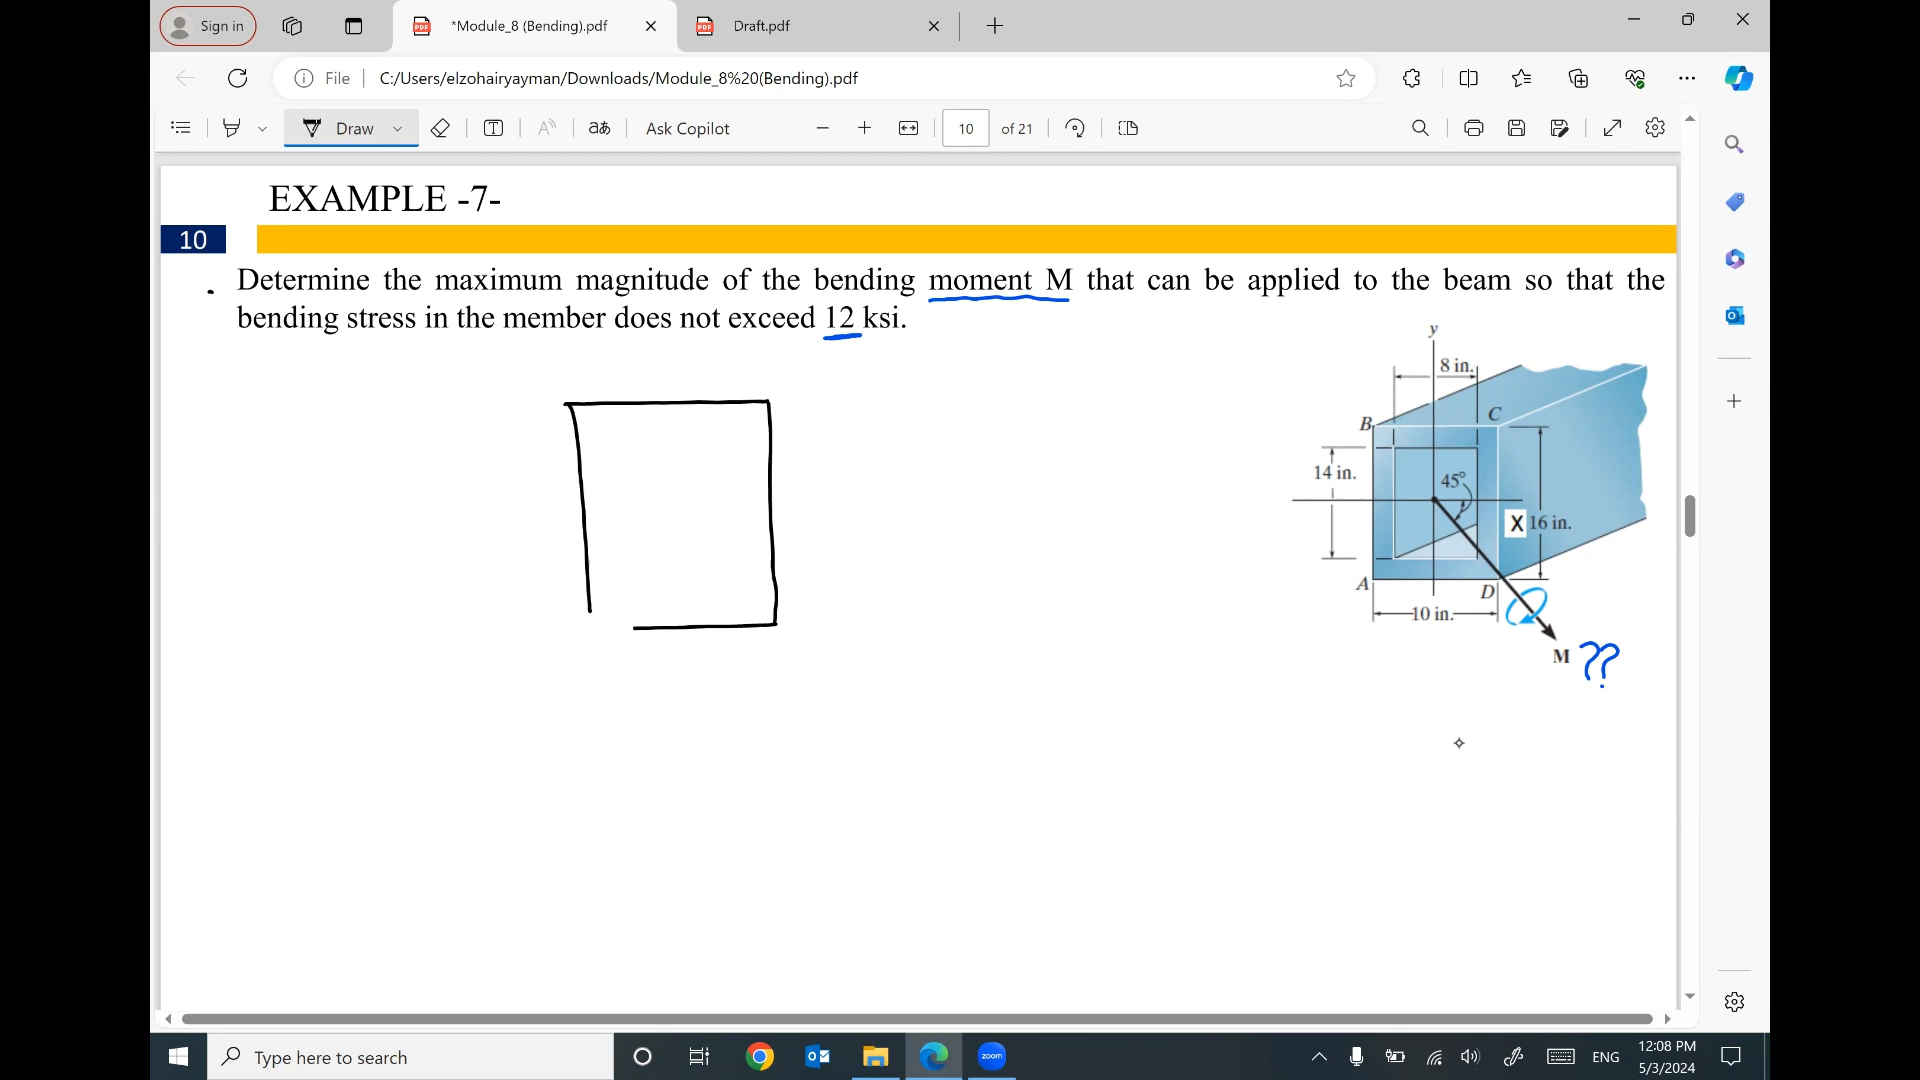 Sign in
*Module_8 (Bending).pdf
Draft.pdf
File
C:/Users/elzohairyayman/Downloads/Module_8%20(Bending).pdf
Draw
aあ
Ask Copilot
10
of 21
EXAMPLE -7-
10
Determine the maximum magnitude of the bending moment M that can be applied to the beam so that the
bending stress in the member does not exceed 12 ksi.
y
8 in.
B
C
14 in.
45°
X 16 in.
A
D
10 in.
M ??
Type here to search
zoom
ENG
12:08 PM
5/3/2024